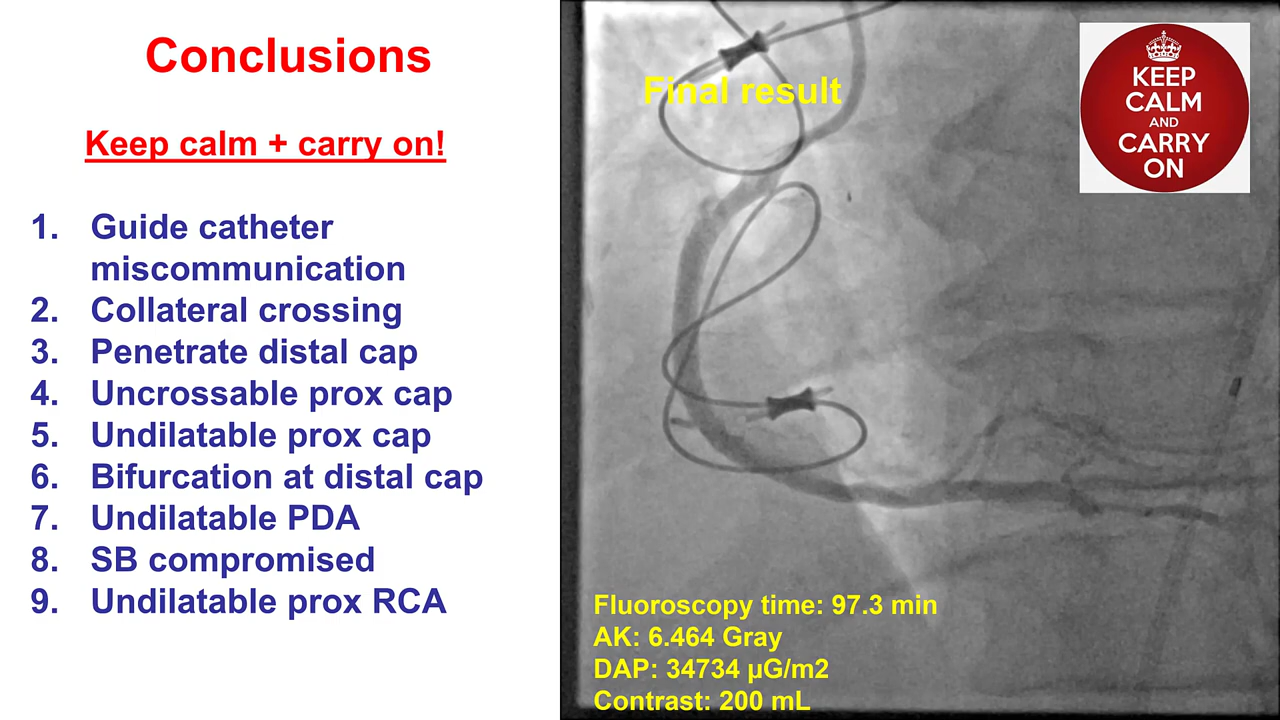 Conclusions
Keep calm + carry on!
1. Guide catheter
miscommunication
2. Collateral crossing
3. Penetrate distal cap
4. Uncrossable prox cap
5. Undilatable prox cap
6. Bifurcation at distal cap
7. Undilatable PDA
8. SB compromised
9. Undilatable prox RCA
Final result
KEEP
CALM
AND
CARRY
ON
Fluoroscopy time: 97.3 min
AK: 6.464 Gray
DAP: 34734 µG/m2
Contrast: 200 mL